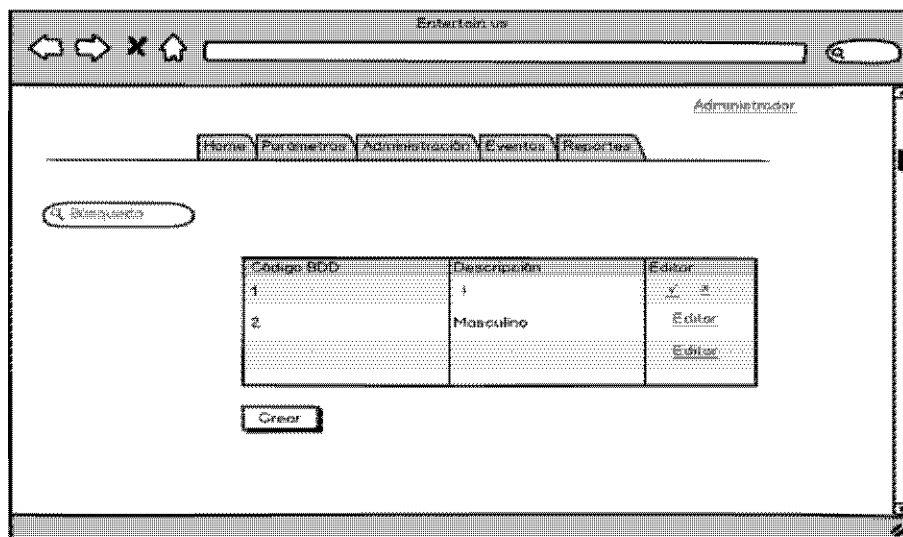 Entertain us
Administrador
Home Parámetros Administración Eventos Reportes
Búsqueda
Código BDD Descripción Editar
1
2 Masculino Editar
Editar
Crear